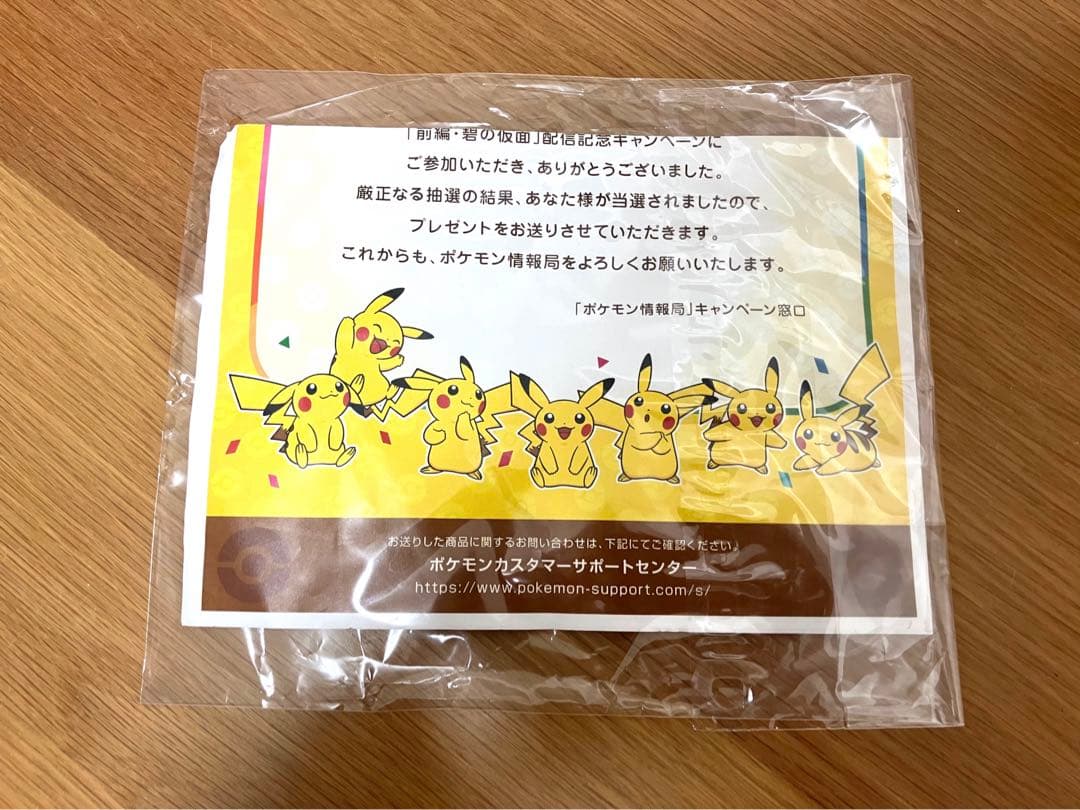 「前編・碧の仮面」配信記念キャンペーンに
ご参加いただき、ありがとうございました。
厳正なる抽選の結果、あなた様が当選されましたので、
プレゼントをお送りさせていただきます。
これからも、ポケモン情報局をよろしくお願いいたします。
「ポケモン情報局」キャンペーン窓口
お送りした商品に関するお問い合わせは、下記にてご確認ください。
ポケモンカスタマーサポートセンター
https://www.pokemon-support.com/s/